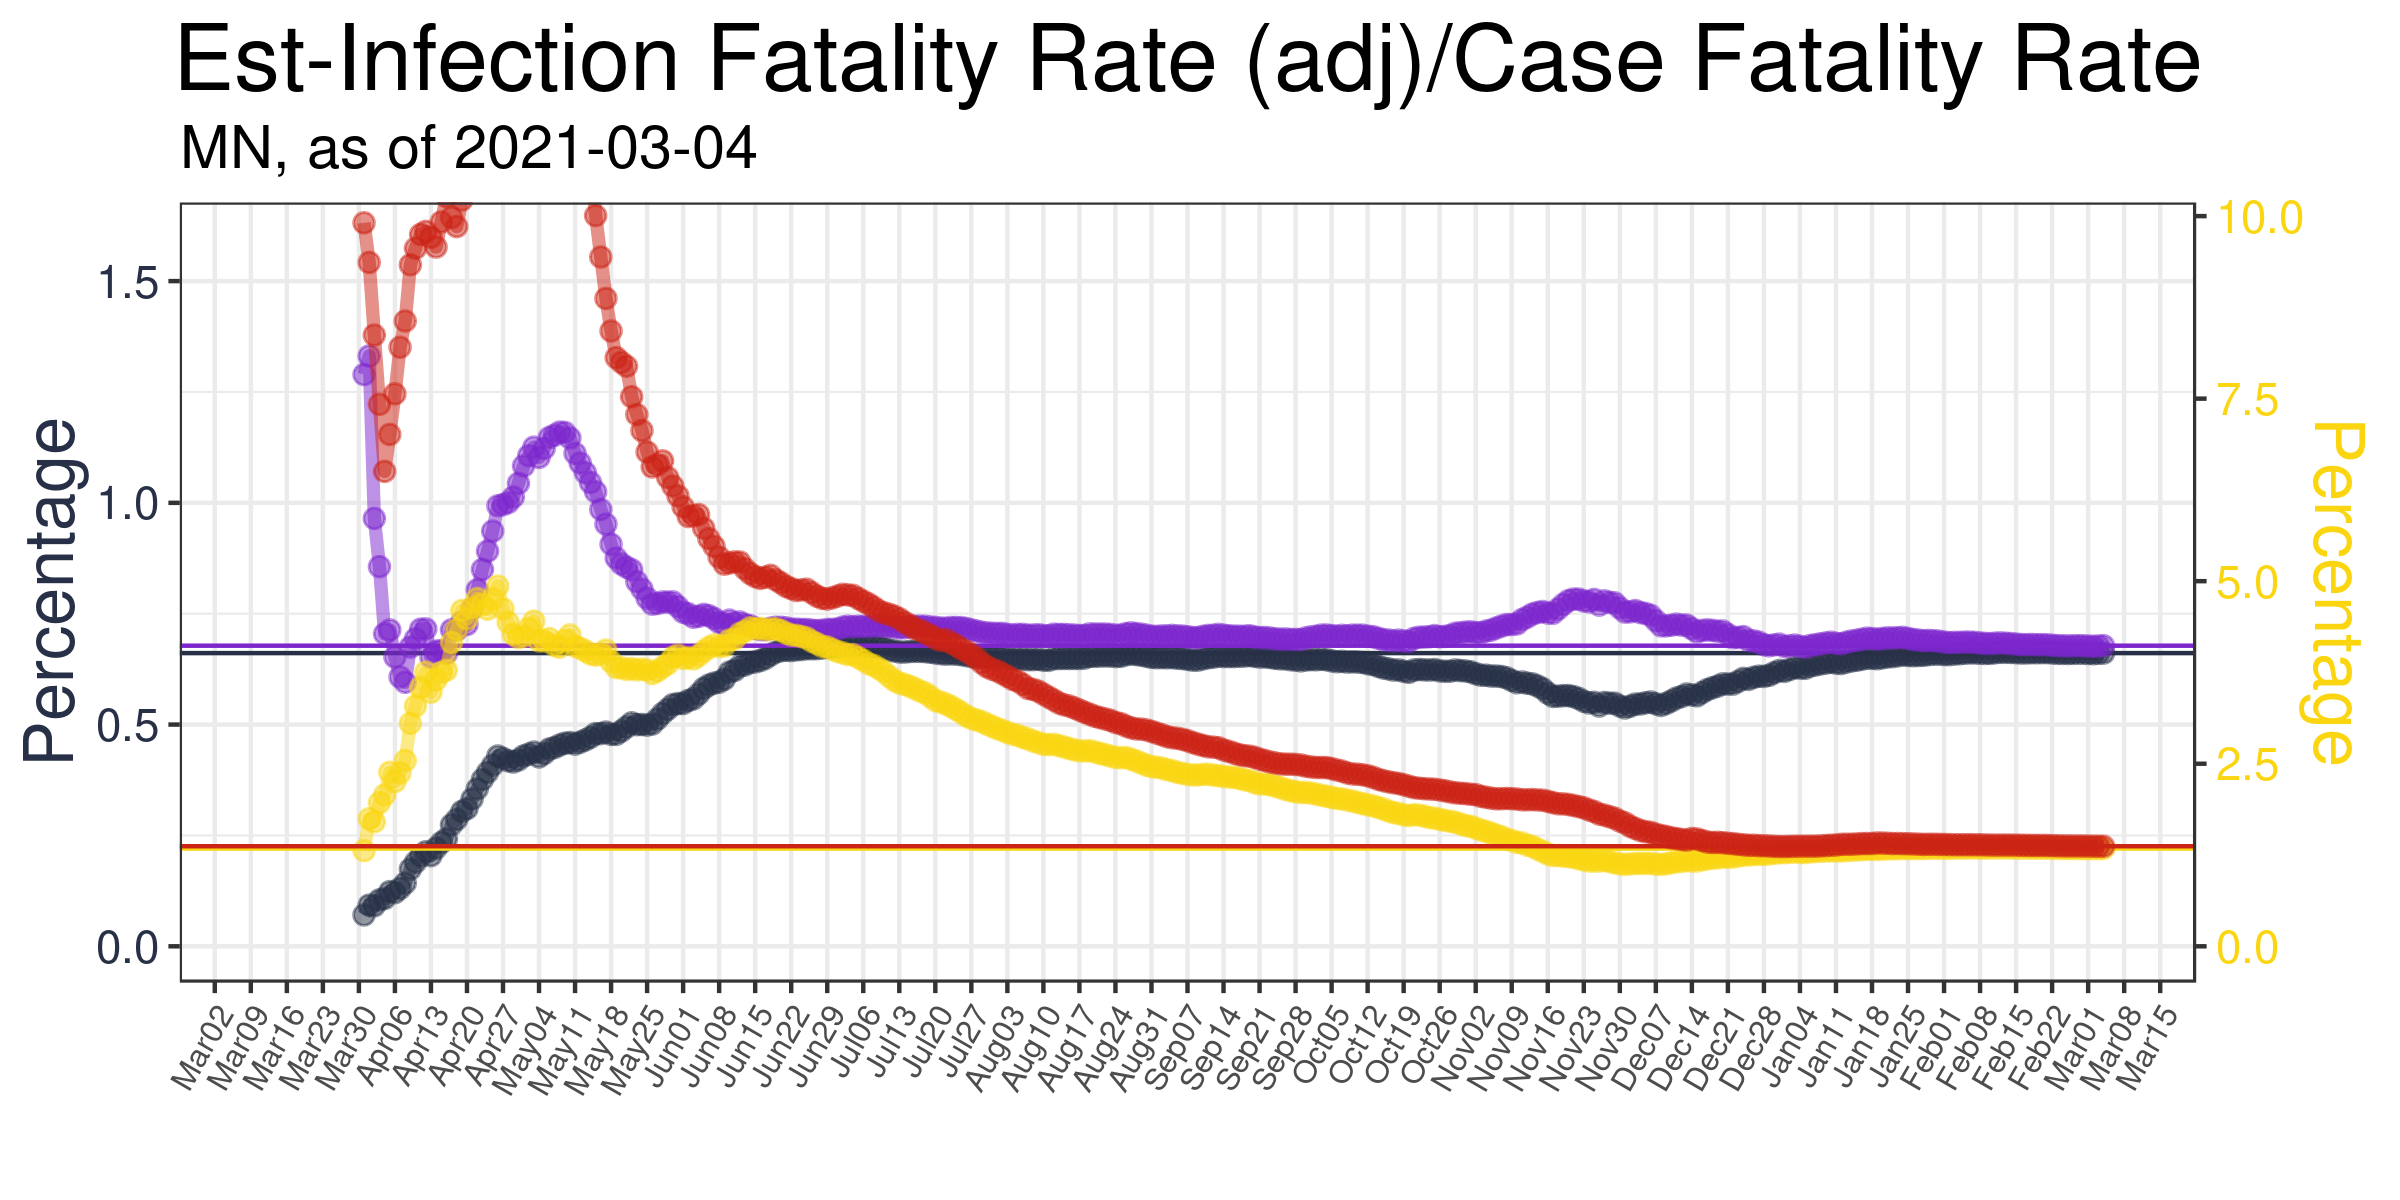 Est-Infection Fatality Rate (adj)/Case Fatality Rate
MN, as of 2021-03-04
Percentage
1.5
1.0
0.5
0.0
10.0
7.5
5.0
2.5
0.0
Percentage
Mar02
Mar09
Mar16
Mar23
Mar30
Apr06
Apr13
Apr20
Apr27
May04
May11
May18
May25
Jun01
Jun08
Jun15
Jun22
Jun29
Jul06
Jul13
Jul20
Jul27
Aug03
Aug10
Aug17
Aug24
Aug31
Sep07
Sep14
Sep21
Sep28
Oct05
Oct12
Oct19
Oct26
Nov02
Nov09
Nov16
Nov23
Nov30
Dec07
Dec14
Dec21
Dec28
Jan04
Jan11
Jan18
Jan25
Feb01
Feb08
Feb15
Feb22
Mar01
Mar08
Mar15